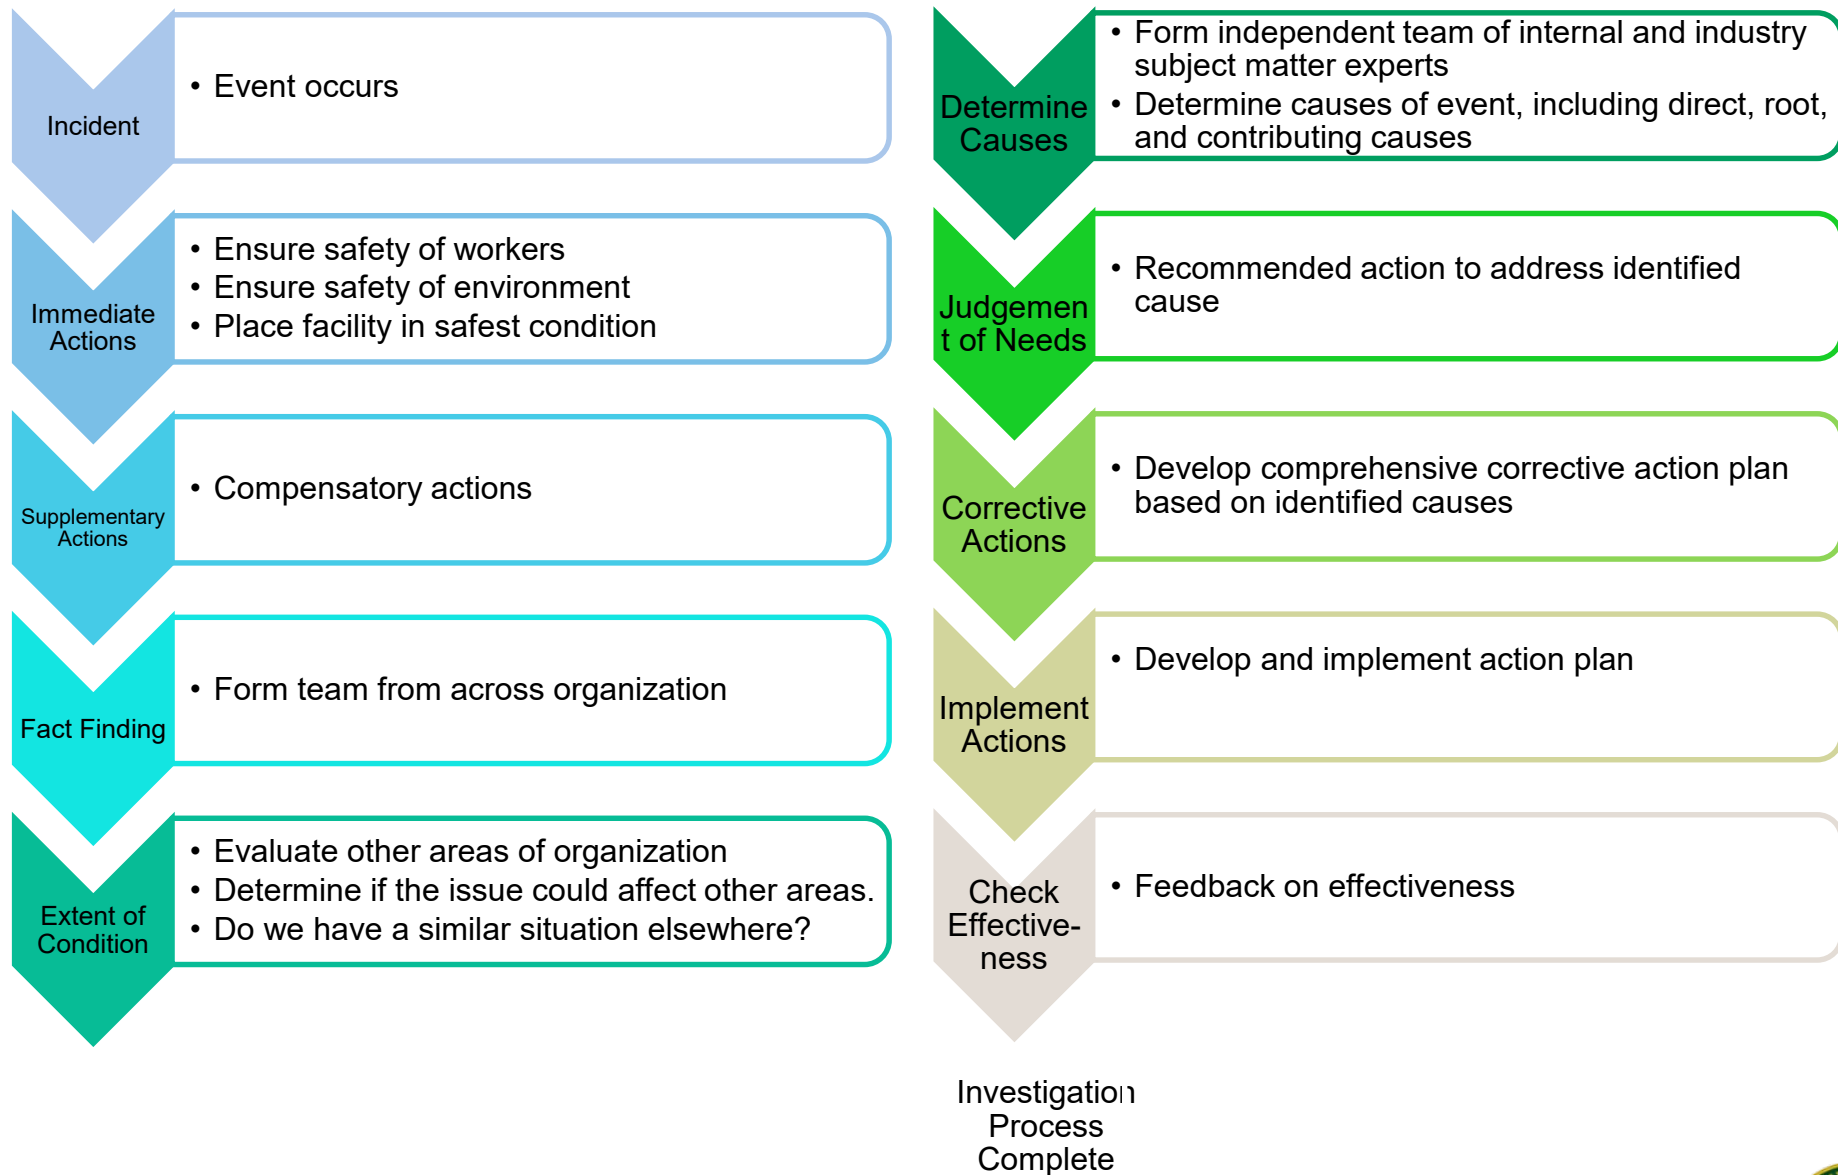 Incident
• Event occurs
Immediate
Actions
• Ensure safety of workers
• Ensure safety of environment
• Place facility in safest condition
Supplementary
Actions
• Compensatory actions
Fact Finding
• Form team from across organization
Extent of
Condition
• Evaluate other areas of organization
• Determine if the issue could affect other areas.
• Do we have a similar situation elsewhere?
Determine
Causes
• Form independent team of internal and industry
subject matter experts
• Determine causes of event, including direct, root,
and contributing causes
Judgemen
t of Needs
• Recommended action to address identified
cause
Corrective
Actions
• Develop comprehensive corrective action plan
based on identified causes
Implement
Actions
• Develop and implement action plan
Check
Effective-
ness
• Feedback on effectiveness
Investigation
Process
Complete